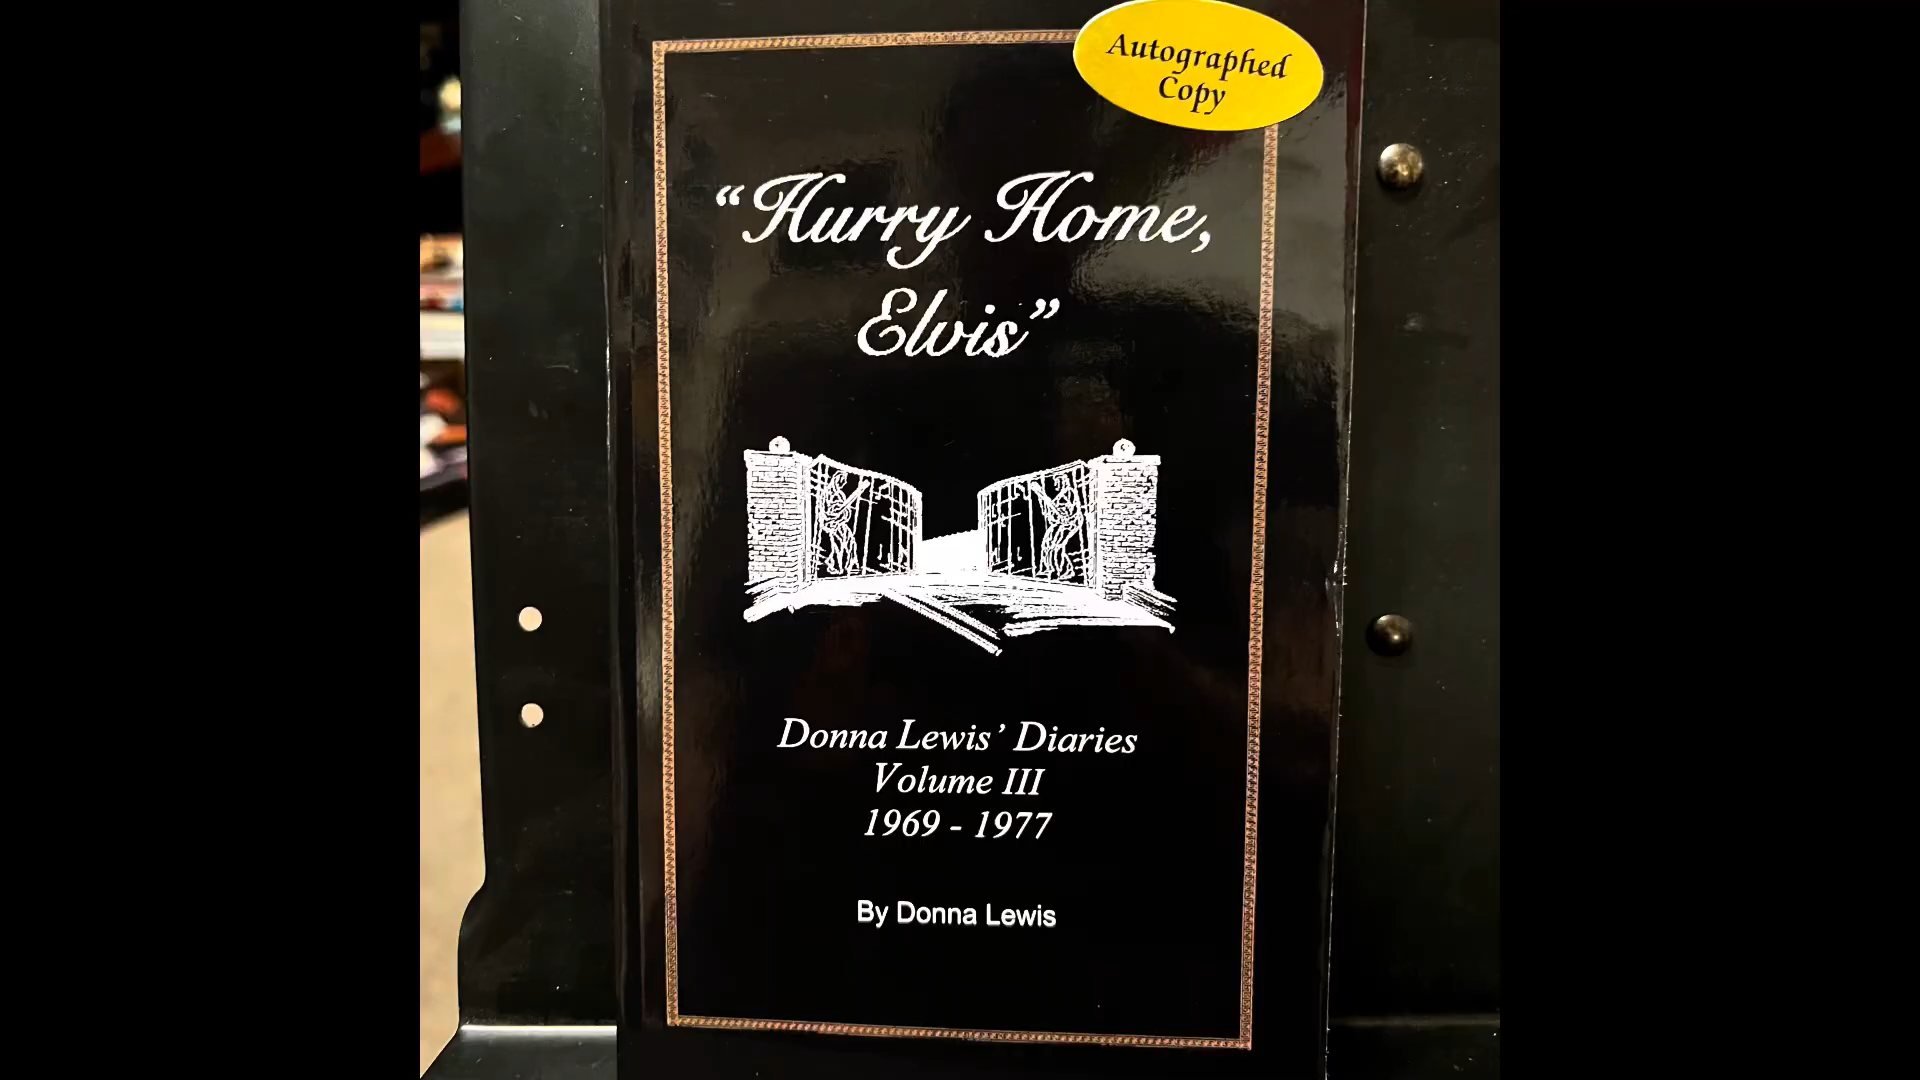 Autographed
Copy
“Hurry Home,
Elvis”
Donna Lewis’ Diaries
Volume III
1969 - 1977
By Donna Lewis